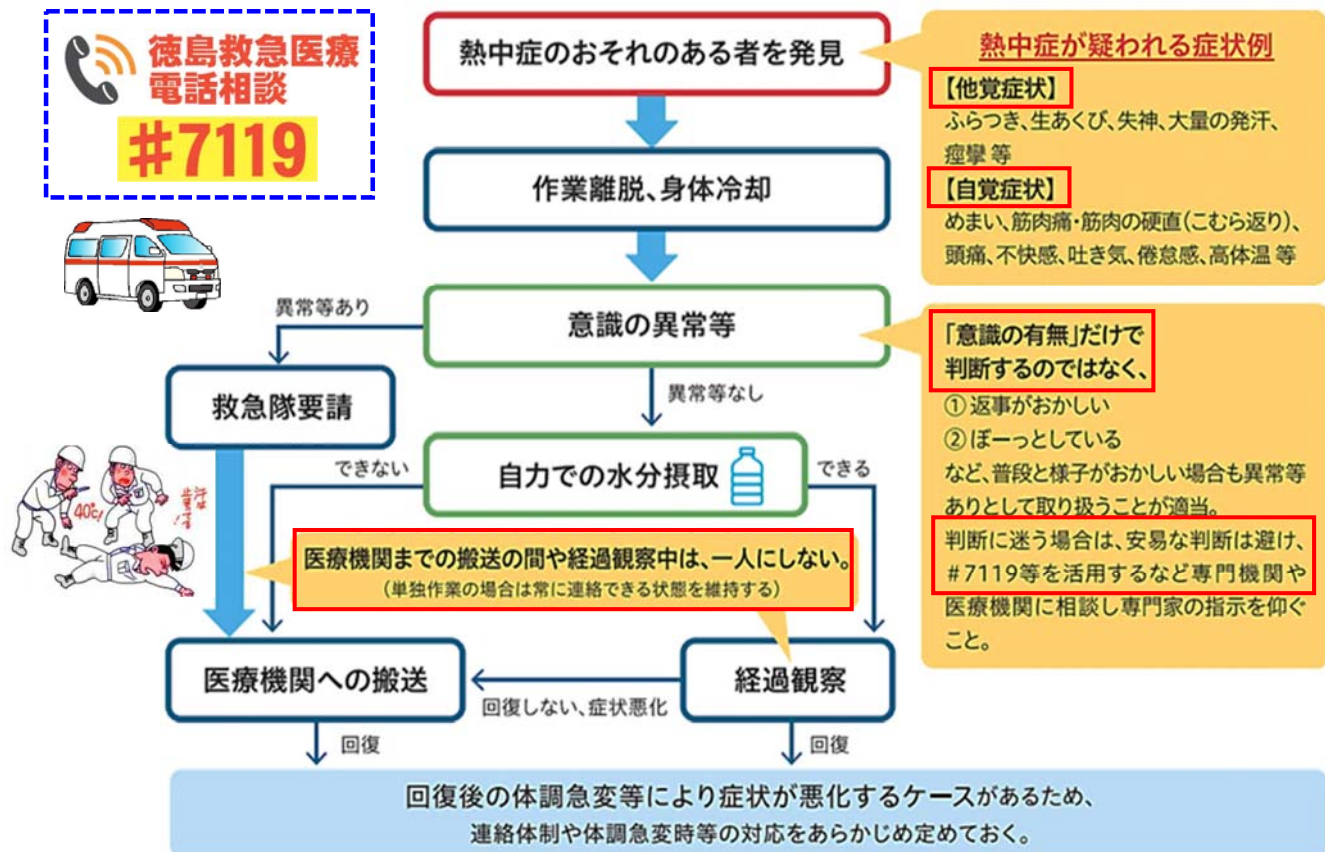 徳島救急医療
電話相談
#7119
熱中症のおそれのある者を発見
作業離脱、身体冷却
意識の異常等
異常等あり
異常等なし
救急隊要請
自力での水分摂取
できない
できる
40℃!
医療機関までの搬送の間や経過観察中は、一人にしない。
(単独作業の場合は常に連絡できる状態を維持する)
医療機関への搬送
経過観察
回復しない、症状悪化
回復
回復
回復後の体調急変等により症状が悪化するケースがあるため、
連絡体制や体調急変時等の対応をあらかじめ定めておく。
熱中症が疑われる症状例
【他覚症状】
ふらつき、生あくび、失神、大量の発汗、
痙攣 等
【自覚症状】
めまい、筋肉痛・筋肉の硬直(こむら返り)、
頭痛、不快感、吐き気、倦怠感、高体温 等
「意識の有無」だけで
判断するのではなく、
① 返事がおかしい
② ぼーっとしている
など、普段と様子がおかしい場合も異常等
ありとして取り扱うことが適当。
判断に迷う場合は、安易な判断は避け、
#7119等を活用するなど専門機関や
医療機関に相談し専門家の指示を仰ぐ
こと。